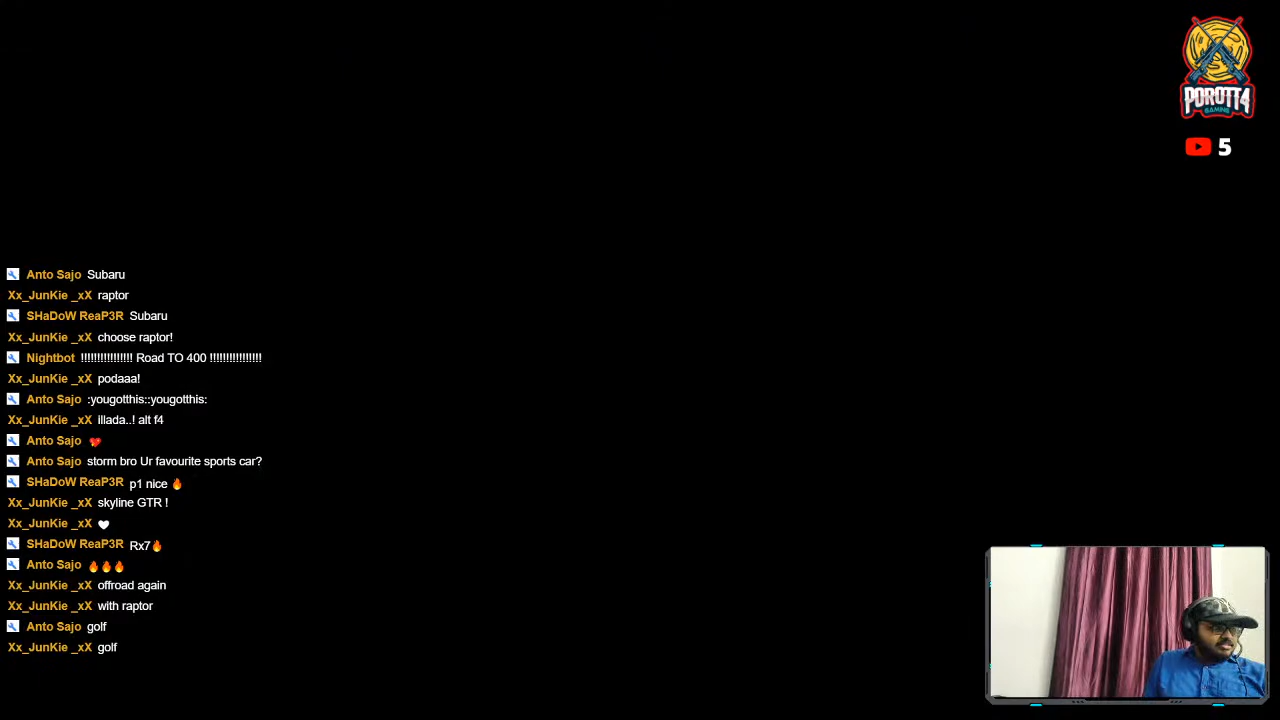 POROTT4
GAMING
5
Anto Sajo Subaru
Xx_JunKie _xX raptor
SHaDoW ReaP3R Subaru
Xx_JunKie _xX choose raptor!
Nightbot !!!!!!!!!!!!!!!! Road TO 400 !!!!!!!!!!!!!!!!
Xx_JunKie _xX podaaa!
Anto Sajo :yougotthis::yougotthis:
Xx_JunKie _xX illada..! alt f4
Anto Sajo 💘
Anto Sajo storm bro Ur favourite sports car?
SHaDoW ReaP3R p1 nice 🔥
Xx_JunKie _xX skyline GTR !
Xx_JunKie _xX 🤍
SHaDoW ReaP3R Rx7🔥
Anto Sajo 🔥🔥🔥
Xx_JunKie _xX offroad again
Xx_JunKie _xX with raptor
Anto Sajo golf
Xx_JunKie _xX golf